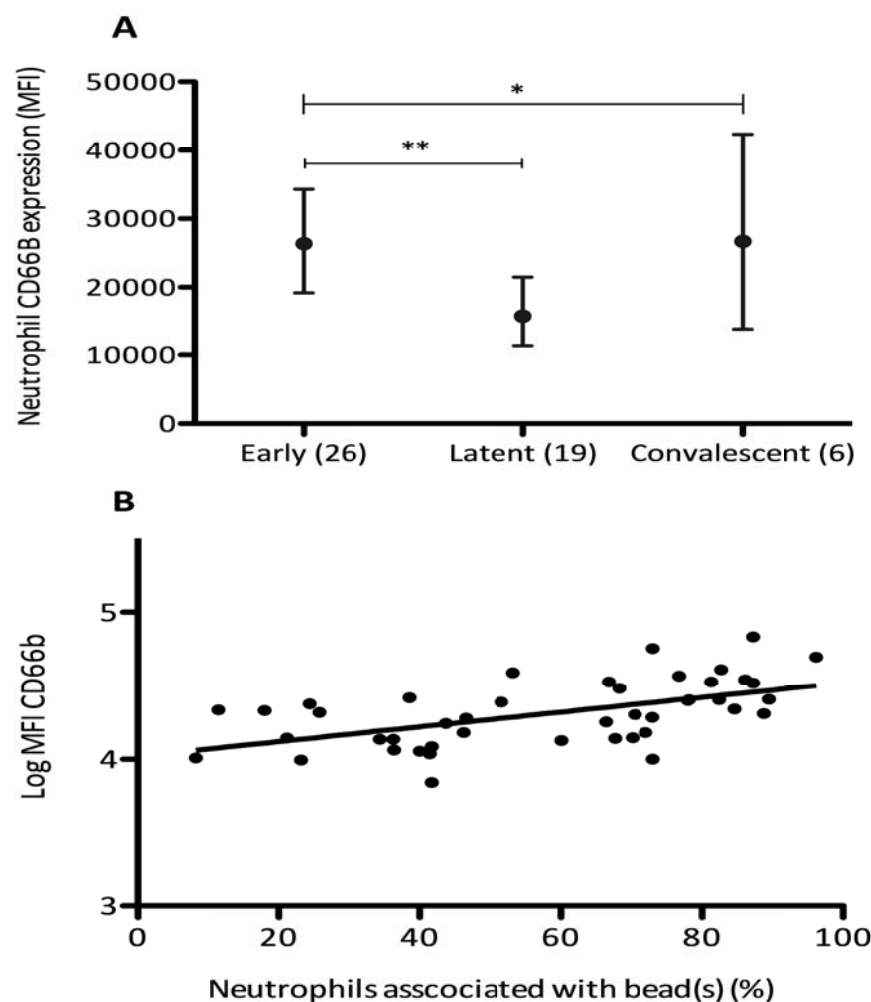 A
Neutrophil CD66B expression (MFI)
50000
40000
30000
20000
10000
0
*
**
Early (26)
Latent (19)
Convalescent (6)
B
Log MFI CD66b
5
4
3
0
20
40
60
80
100
Neutrophils asscociated with bead(s) (%)